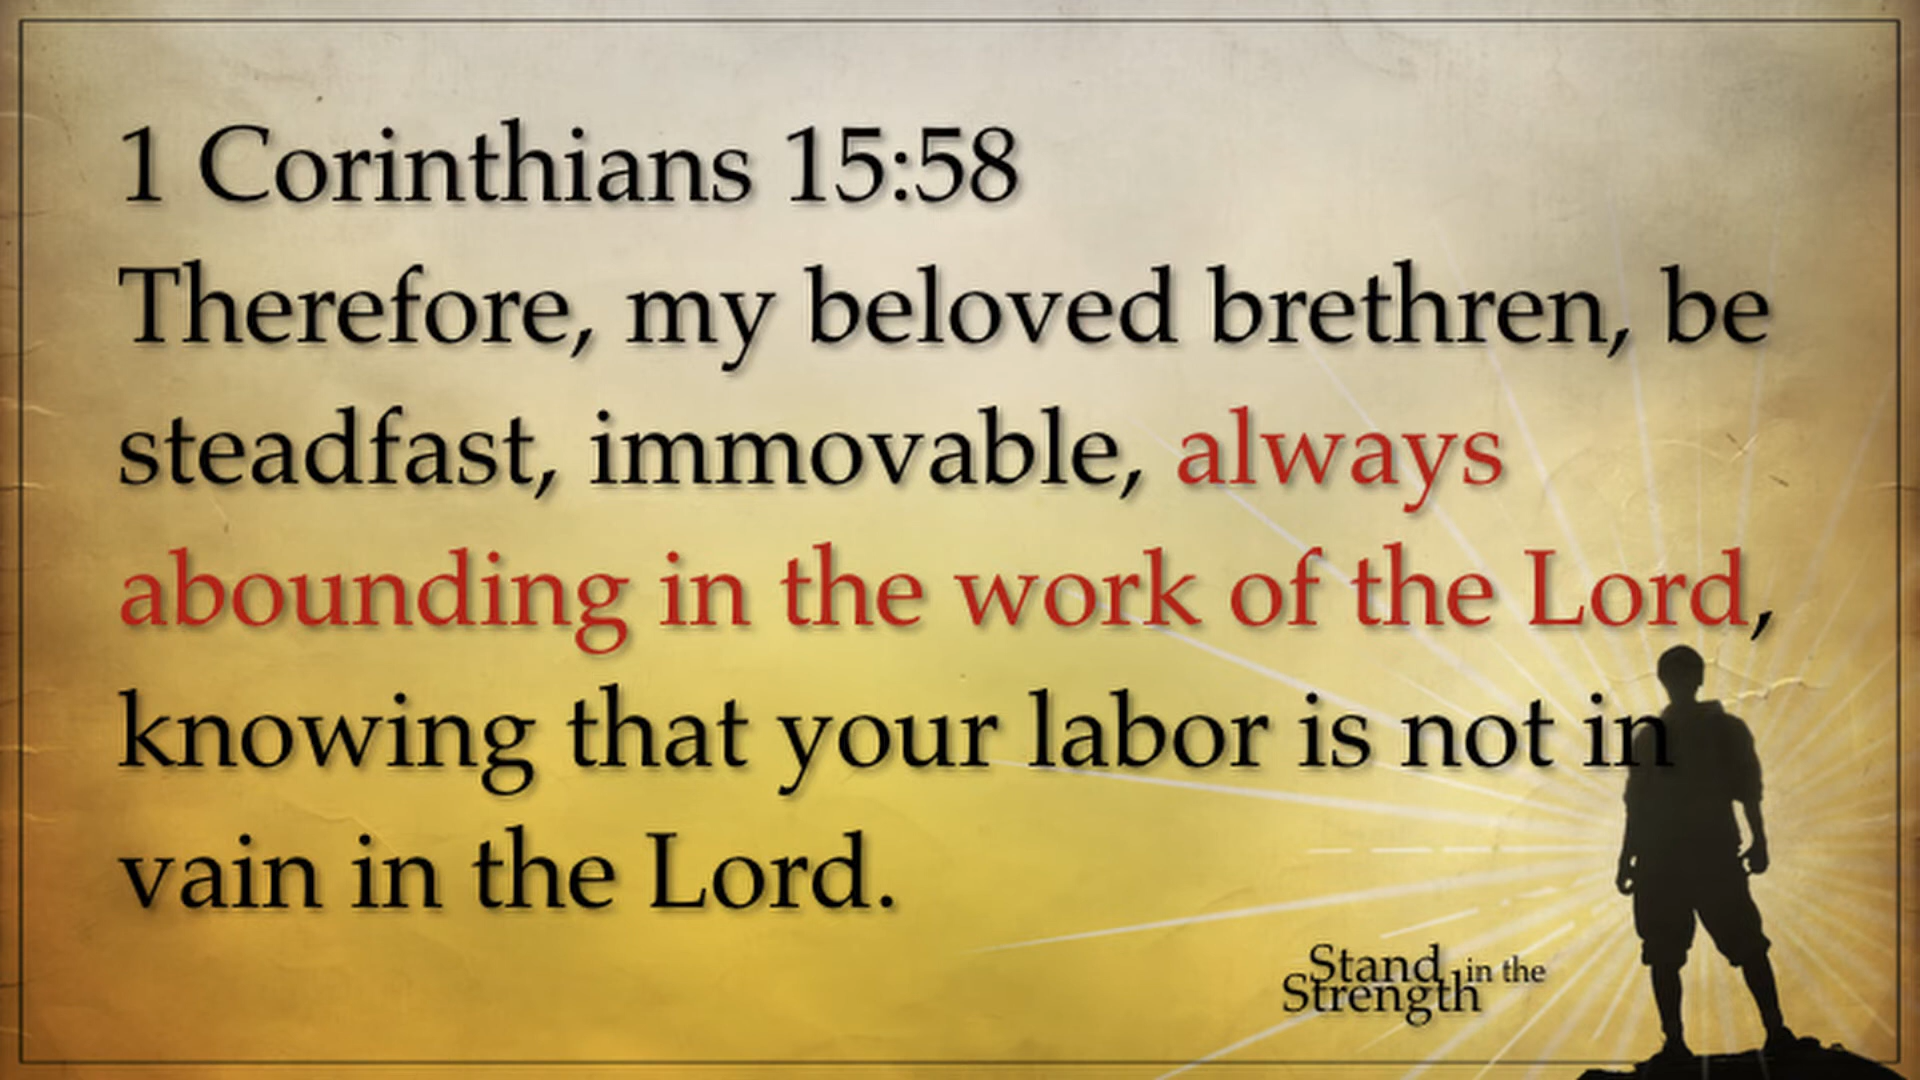 1 Corinthians 15:58
Therefore, my beloved brethren, be
steadfast, immovable, always
abounding in the work of the Lord,
knowing that your labor is not in
vain in the Lord.
Stand in the
Strength